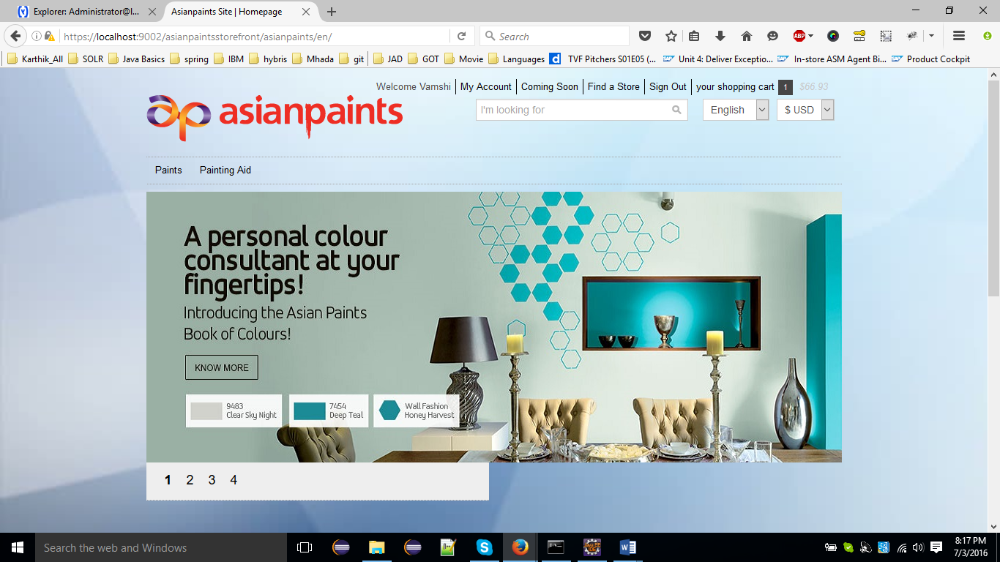 Explorer: Administrator@l...
Asianpaints Site | Homepage
https://localhost:9002/asianpaintsstorefront/asianpaints/en/
Search
ABP
Karthik_All SOLR Java Basics spring IBM hybris Mhada git JAD GOT Movie Languages TVF Pitchers S01E05 (... Unit 4: Deliver Exceptio... In-store ASM Agent Bi... Product Cockpit
Welcome Vamshi My Account Coming Soon Find a Store Sign Out your shopping cart 1 $66.93
ap asianpaints
I'm looking for
English
$ USD
Paints Painting Aid
A personal colour
consultant at your
fingertips!
Introducing the Asian Paints
Book of Colours!
KNOW MORE
9483
Clear Sky Night
7454
Deep Teal
Wall Fashion
Honey Harvest
1 2 3 4
Search the web and Windows
8:17 PM
7/3/2016